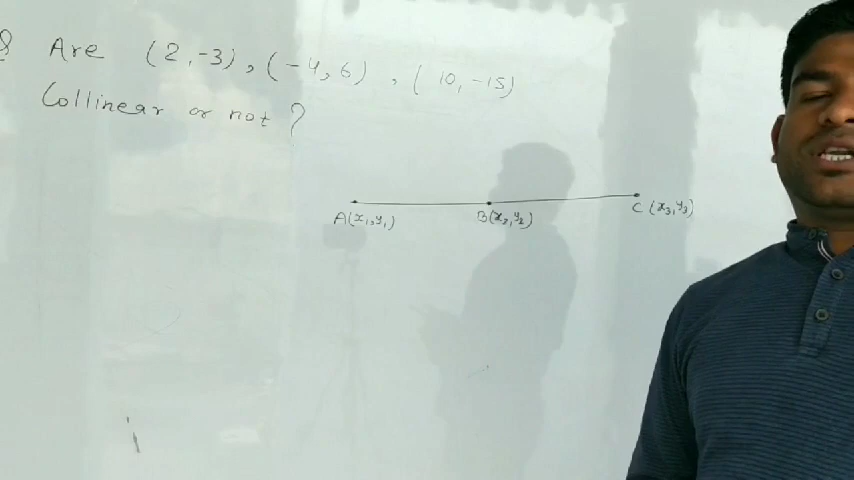 Q Are (2,-3), (-4,6), (10,-15)
Collinear or not?
A(x₁,y₁) B(x₂,y₂) C(x₃,y₃)